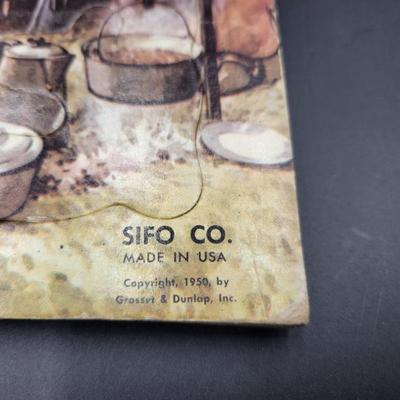 SIFO CO.
MADE IN USA
Copyright, 1950, by
Grosset & Dunlap, Inc.